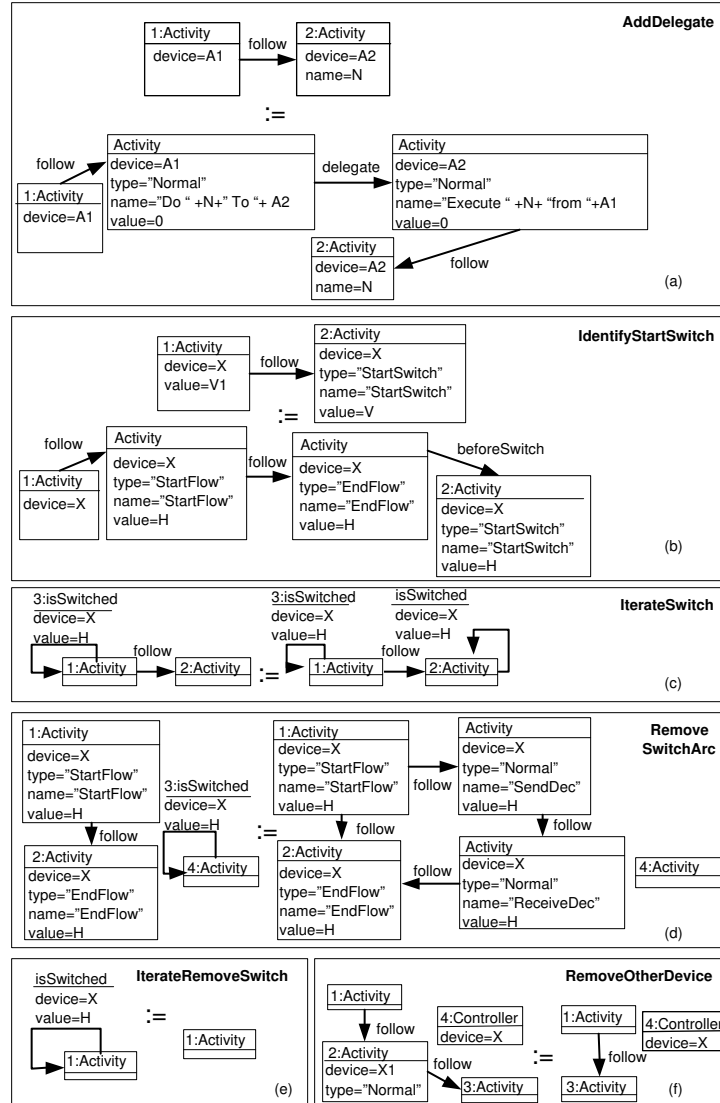 AddDelegate
1:Activity
device=A1
follow
2:Activity
device=A2
name=N
:=
follow
1:Activity
device=A1
Activity
device=A1
type="Normal"
name="Do “ +N+” To “+ A2
value=0
delegate
Activity
device=A2
type="Normal"
name="Execute “ +N+ “from “+A1
value=0
follow
2:Activity
device=A2
name=N
(a)
IdentifyStartSwitch
1:Activity
device=X
value=V1
follow
2:Activity
device=X
type=”StartSwitch”
name=”StartSwitch”
value=V
:=
follow
1:Activity
device=X
Activity
device=X
type=”StartFlow”
name=”StartFlow”
value=H
follow
Activity
device=X
type=”EndFlow”
name=”EndFlow”
value=H
beforeSwitch
2:Activity
device=X
type=”StartSwitch”
name=”StartSwitch”
value=H
(b)
IterateSwitch
3:isSwitched
device=X
value=H
1:Activity
follow
2:Activity
:=
3:isSwitched
device=X
value=H
1:Activity
follow
isSwitched
device=X
value=H
2:Activity
(c)
Remove
SwitchArc
1:Activity
device=X
type=”StartFlow”
name=”StartFlow”
value=H
follow
2:Activity
device=X
type=”EndFlow”
name=”EndFlow”
value=H
3:isSwitched
device=X
value=H
4:Activity
:=
1:Activity
device=X
type=”StartFlow”
name=”StartFlow”
value=H
follow
Activity
device=X
type=”Normal”
name=”SendDec”
value=H
follow
follow
2:Activity
device=X
type=”EndFlow”
name=”EndFlow”
value=H
follow
Activity
device=X
type=”Normal”
name=”ReceiveDec”
value=H
4:Activity
(d)
IterateRemoveSwitch
isSwitched
device=X
value=H
1:Activity
:=
1:Activity
(e)
RemoveOtherDevice
1:Activity
follow
2:Activity
device=X1
type=”Normal”
follow
4:Controller
device=X
3:Activity
:=
1:Activity
follow
4:Controller
device=X
3:Activity
(f)